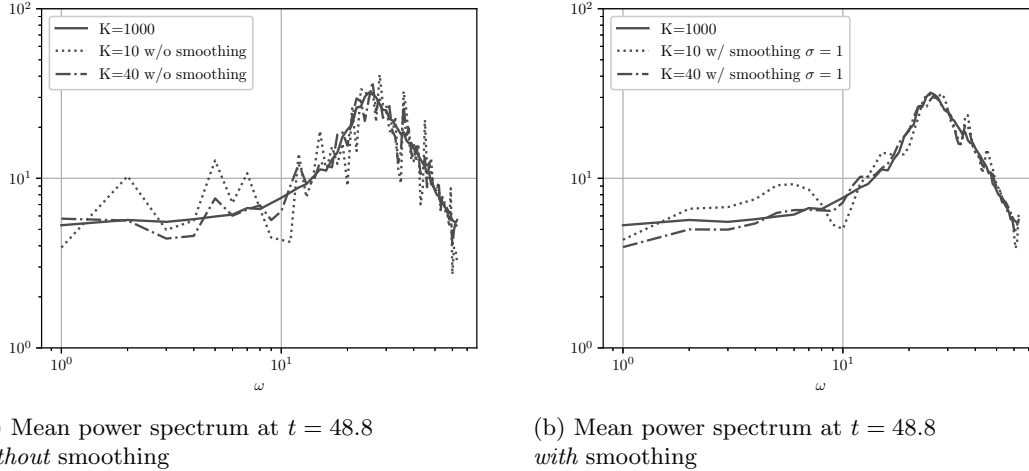 10²
10¹
10⁰
K=1000
K=10 w/o smoothing
K=40 w/o smoothing
10⁰ 10¹
ω
10²
10¹
10⁰
K=1000
K=10 w/ smoothing σ = 1
K=40 w/ smoothing σ = 1
10⁰ 10¹
ω
) Mean power spectrum at t = 48.8
thout smoothing
(b) Mean power spectrum at t = 48.8
with smoothing